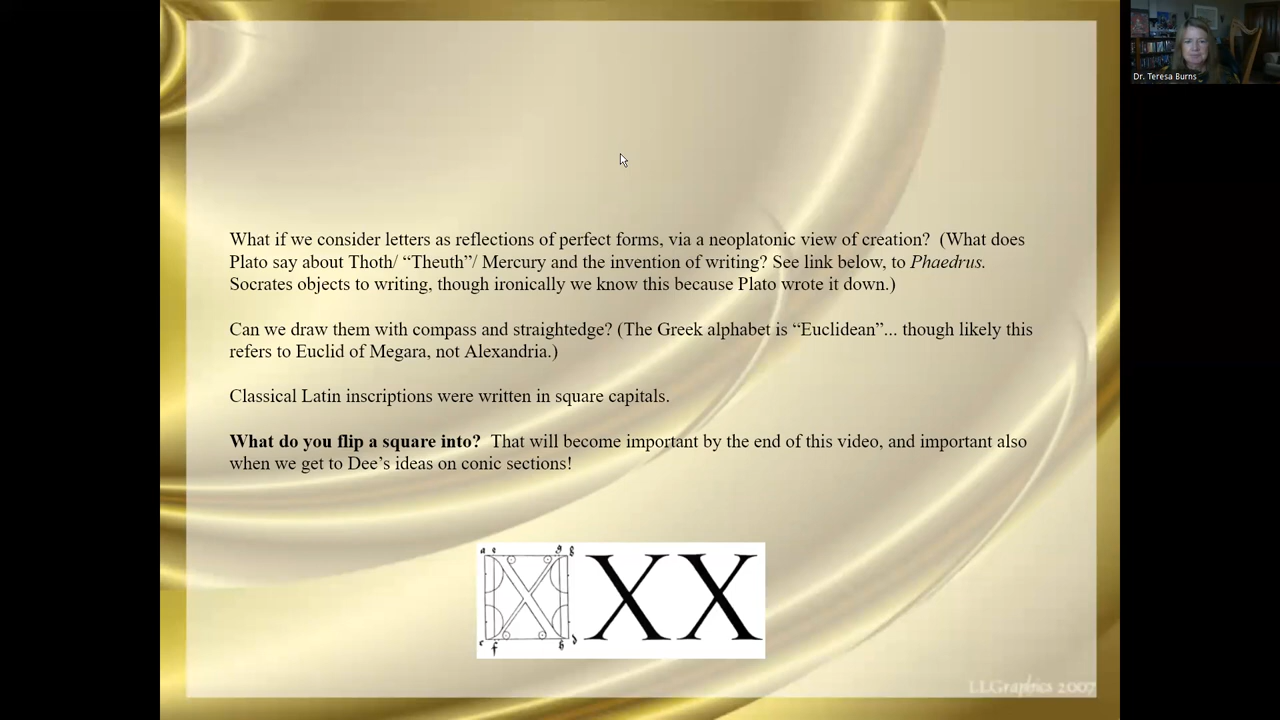 Dr. Teresa Burns
What if we consider letters as reflections of perfect forms, via a neoplatonic view of creation?  (What does
Plato say about Thoth/ “Theuth”/ Mercury and the invention of writing? See link below, to Phaedrus.
Socrates objects to writing, though ironically we know this because Plato wrote it down.)
Can we draw them with compass and straightedge? (The Greek alphabet is “Euclidean”... though likely this
refers to Euclid of Megara, not Alexandria.)
Classical Latin inscriptions were written in square capitals.
What do you flip a square into?  That will become important by the end of this video, and important also
when we get to Dee’s ideas on conic sections!
a e g
X X X
c f h d
LLGraphics 2007